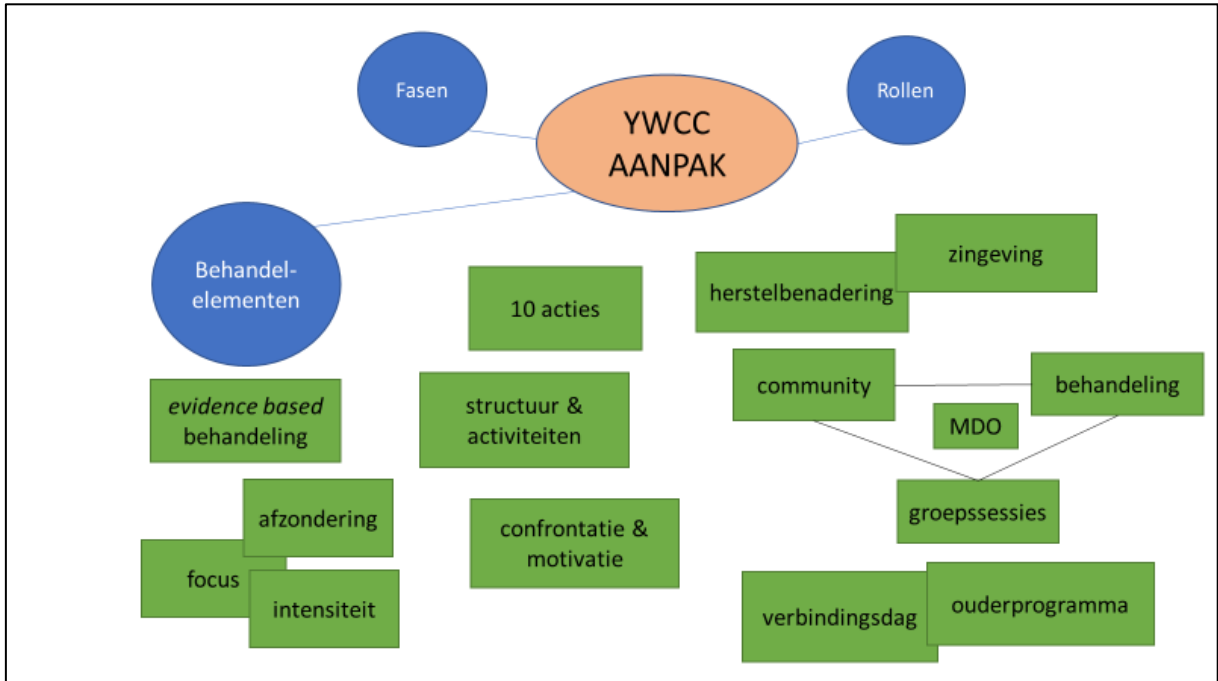 Fasen
YWCC
AANPAK
Rollen
Behandel-
elementen
10 acties
herstelbenadering
zingeving
evidence based
behandeling
structuur &
activiteiten
community
behandeling
MDO
groepssessies
afzondering
focus
intensiteit
confrontatie &
motivatie
verbindingsdag
ouderprogramma